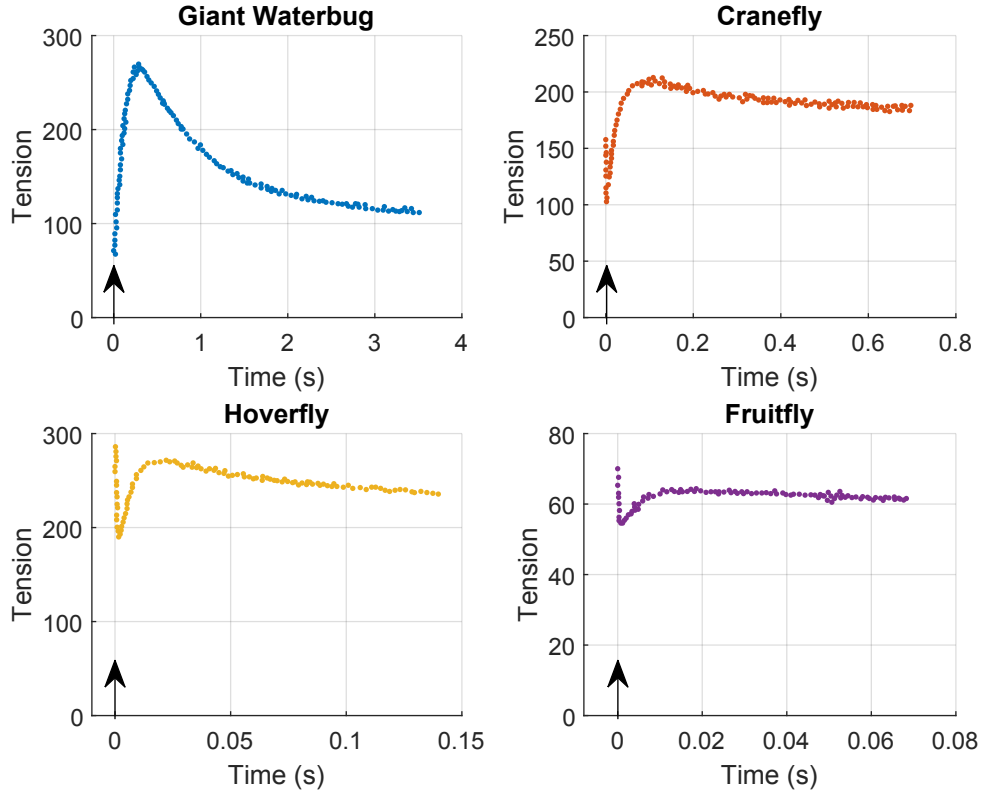 Giant Waterbug
300
200
100
0
Tension
0 1 2 3 4
Time (s)
Cranefly
250
200
150
100
50
0
Tension
0 0.2 0.4 0.6 0.8
Time (s)
Hoverfly
300
200
100
0
Tension
0 0.05 0.1 0.15
Time (s)
Fruitfly
80
60
40
20
0
Tension
0 0.02 0.04 0.06 0.08
Time (s)